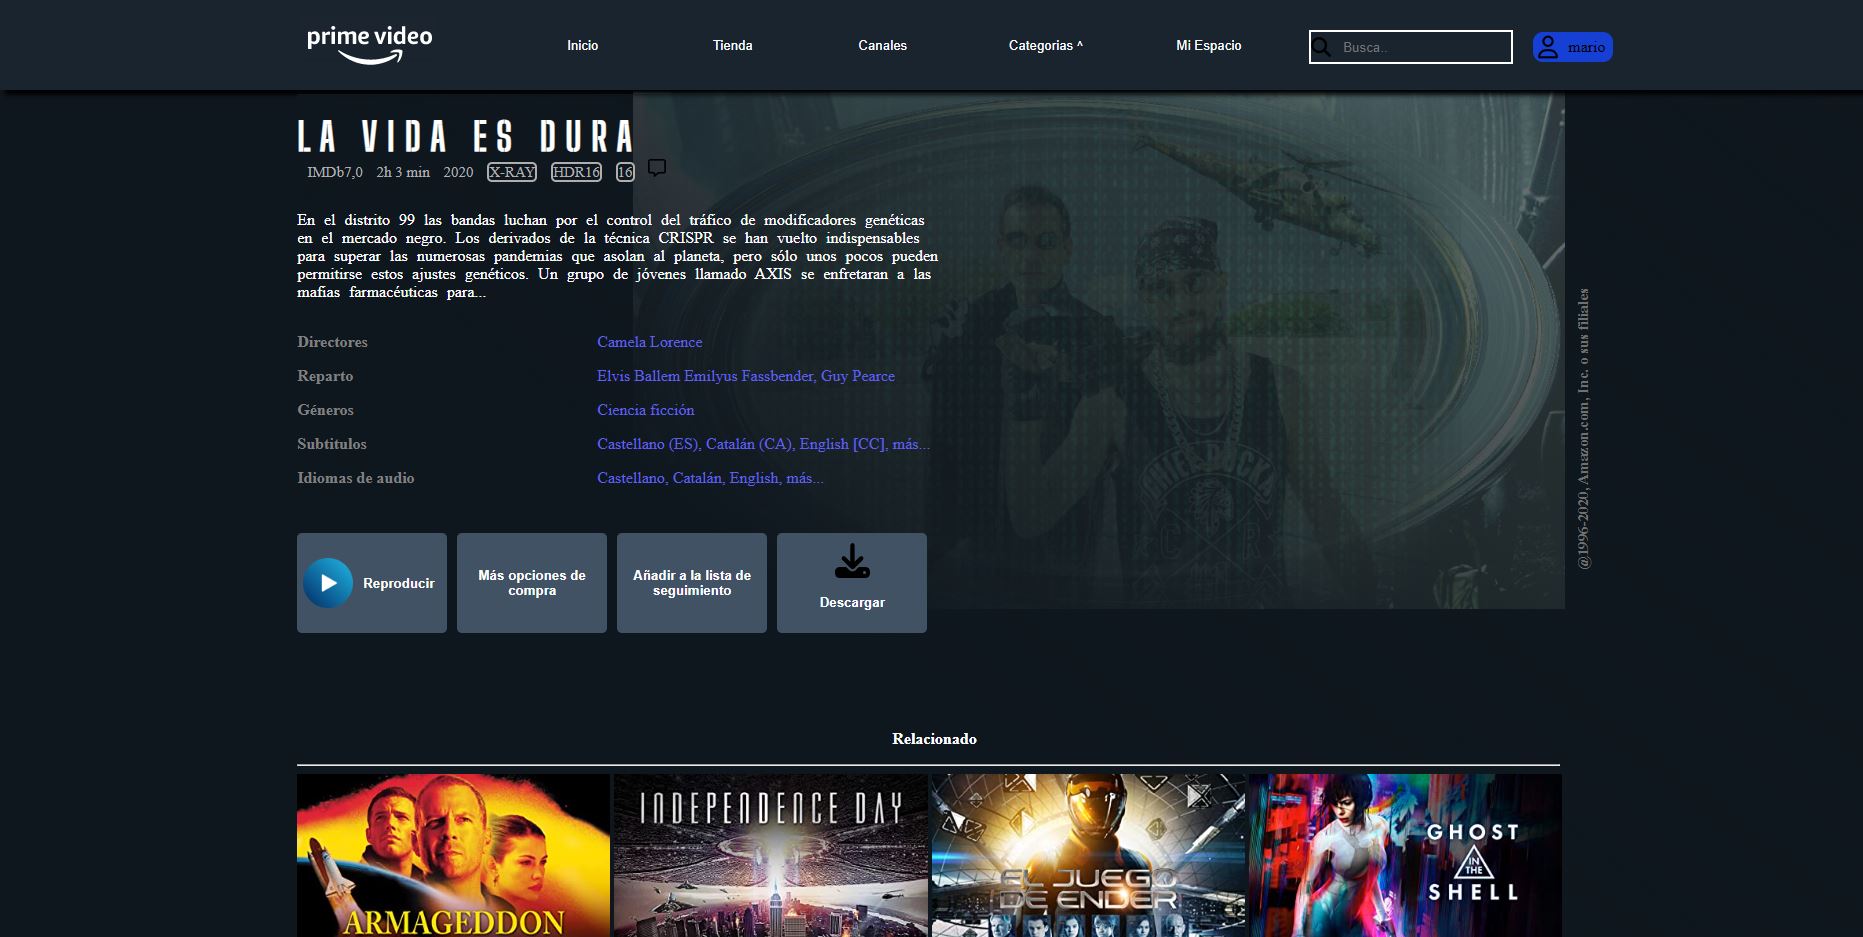 prime video
Inicio
Tienda
Canales
Categorias ^
Mi Espacio
Busca..
mario
LA VIDA ES DURA
IMDb7,0 2h 3 min 2020 X-RAY HDR16 16
En el distrito 99 las bandas luchan por el control del tráfico de modificadores genéticas
en el mercado negro. Los derivados de la técnica CRISPR se han vuelto indispensables
para superar las numerosas pandemias que asolan al planeta, pero sólo unos pocos pueden
permitirse estos ajustes genéticos. Un grupo de jóvenes llamado AXIS se enfretaran a las
mafias farmacéuticas para...
Directores Camela Lorence
Reparto Elvis Ballem Emilyus Fassbender, Guy Pearce
Géneros Ciencia ficción
Subtitulos Castellano (ES), Catalán (CA), English [CC], más...
Idiomas de audio Castellano, Catalán, English, más...
@1996-2020, Amazon.com, Inc. o sus filiales
Reproducir
Más opciones de
compra
Añadir a la lista de
seguimiento
Descargar
Relacionado
ARMAGEDDON
INDEPENDENCE DAY
EL JUEGO
DE ENDER
GHOST
IN THE
SHELL